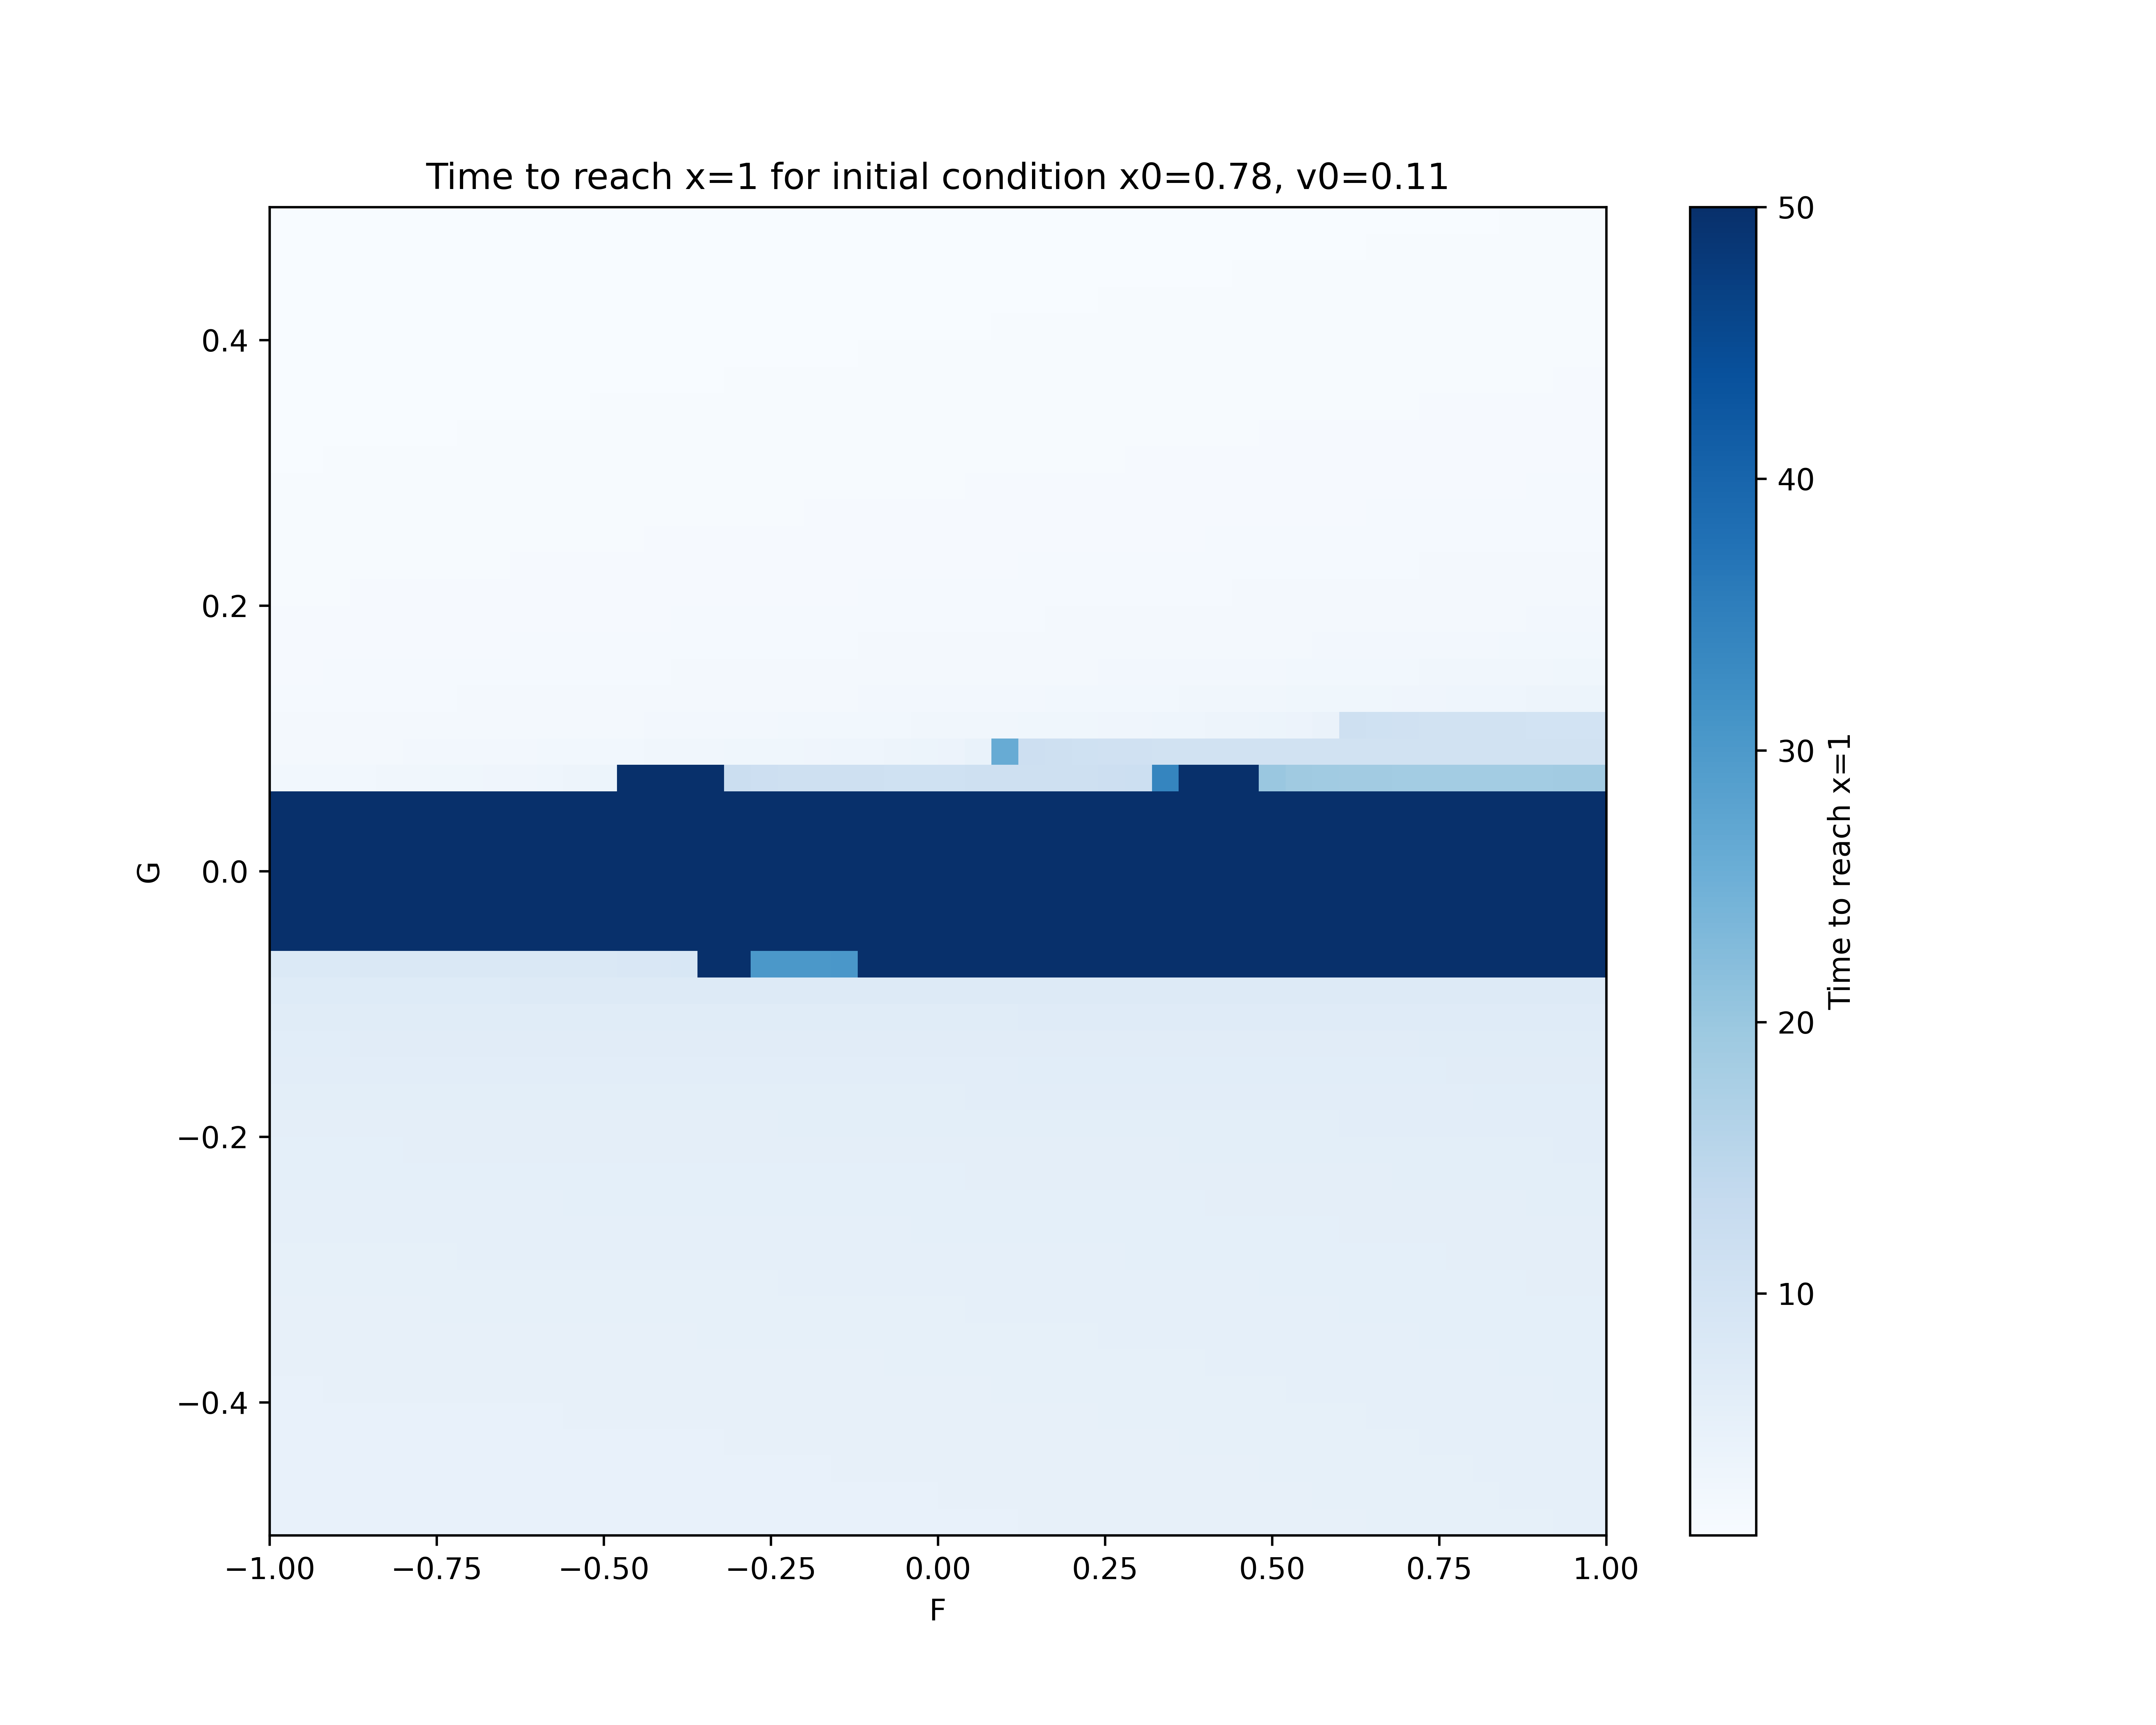 Time to reach x=1 for initial condition x0=0.78, v0=0.11
0.4
0.2
0.0
−0.2
−0.4
G
−1.00 −0.75 −0.50 −0.25 0.00 0.25 0.50 0.75 1.00
F
50
40
30
20
10
Time to reach x=1